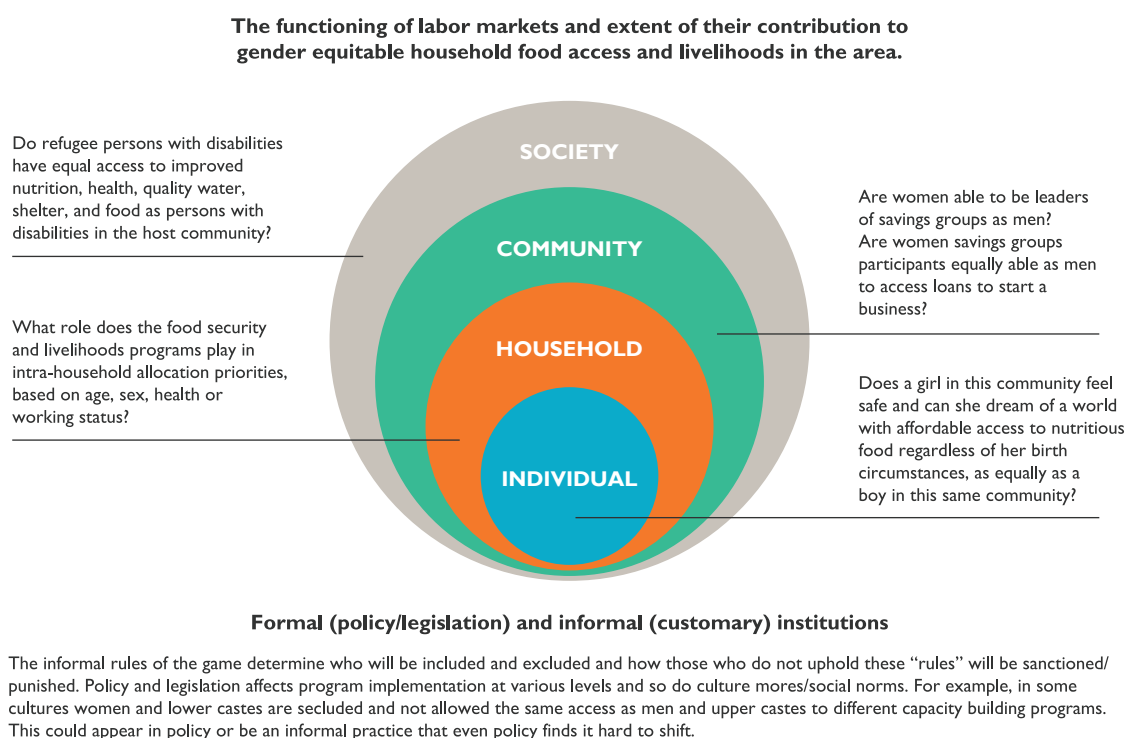 The functioning of labor markets and extent of their contribution to
gender equitable household food access and livelihoods in the area.
Do refugee persons with disabilities
have equal access to improved
nutrition, health, quality water,
shelter, and food as persons with
disabilities in the host community?
What role does the food security
and livelihoods programs play in
intra-household allocation priorities,
based on age, sex, health or
working status?
SOCIETY
COMMUNITY
HOUSEHOLD
INDIVIDUAL
Are women able to be leaders
of savings groups as men?
Are women savings groups
participants equally able as men
to access loans to start a
business?
Does a girl in this community feel
safe and can she dream of a world
with affordable access to nutritious
food regardless of her birth
circumstances, as equally as a
boy in this same community?
Formal (policy/legislation) and informal (customary) institutions
The informal rules of the game determine who will be included and excluded and how those who do not uphold these “rules” will be sanctioned/
punished. Policy and legislation affects program implementation at various levels and so do culture mores/social norms. For example, in some
cultures women and lower castes are secluded and not allowed the same access as men and upper castes to different capacity building programs.
This could appear in policy or be an informal practice that even policy finds it hard to shift.